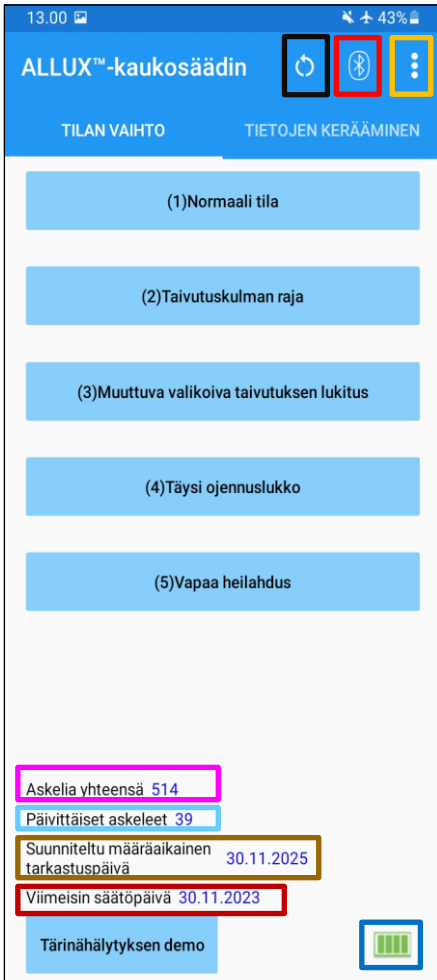 13.00 43%
ALLUX™-kaukosäädin
TILAN VAIHTO TIETOJEN KERÄÄMINEN
(1)Normaali tila
(2)Taivutuskulman raja
(3)Muuttuva valikoiva taivutuksen lukitus
(4)Täysi ojennuslukko
(5)Vapaa heilahdus
Askelia yhteensä 514
Päivittäiset askeleet 39
Suunniteltu määräaikainen
tarkastuspäivä 30.11.2025
Viimeisin säätöpäivä 30.11.2023
Tärinähälytyksen demo